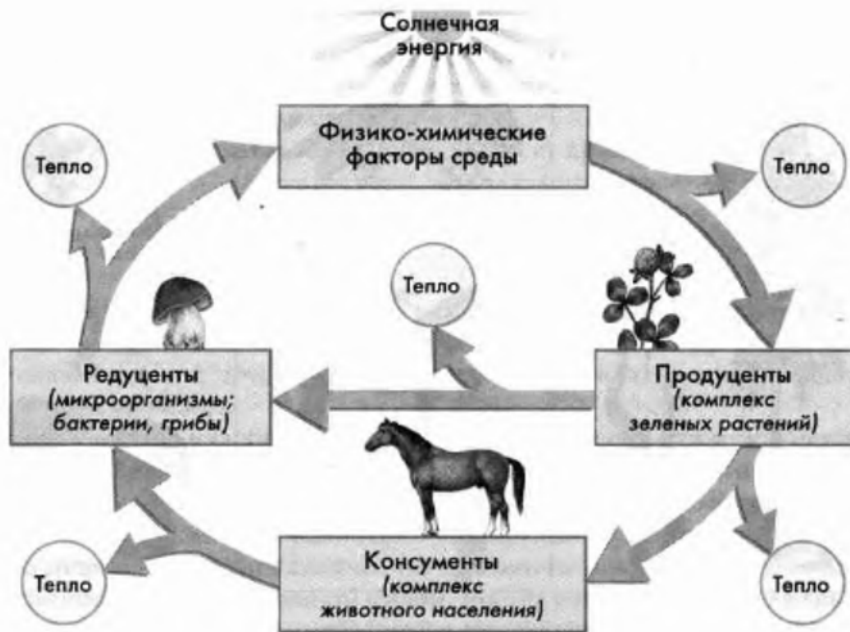 Солнечная
энергия
Физико-химические
факторы среды
Тепло
Тепло
Тепло
Редуценты
(микроорганизмы;
бактерии, грибы)
Продуценты
(комплекс
зеленых растений)
Тепло
Консументы
(комплекс
животного населения)
Тепло